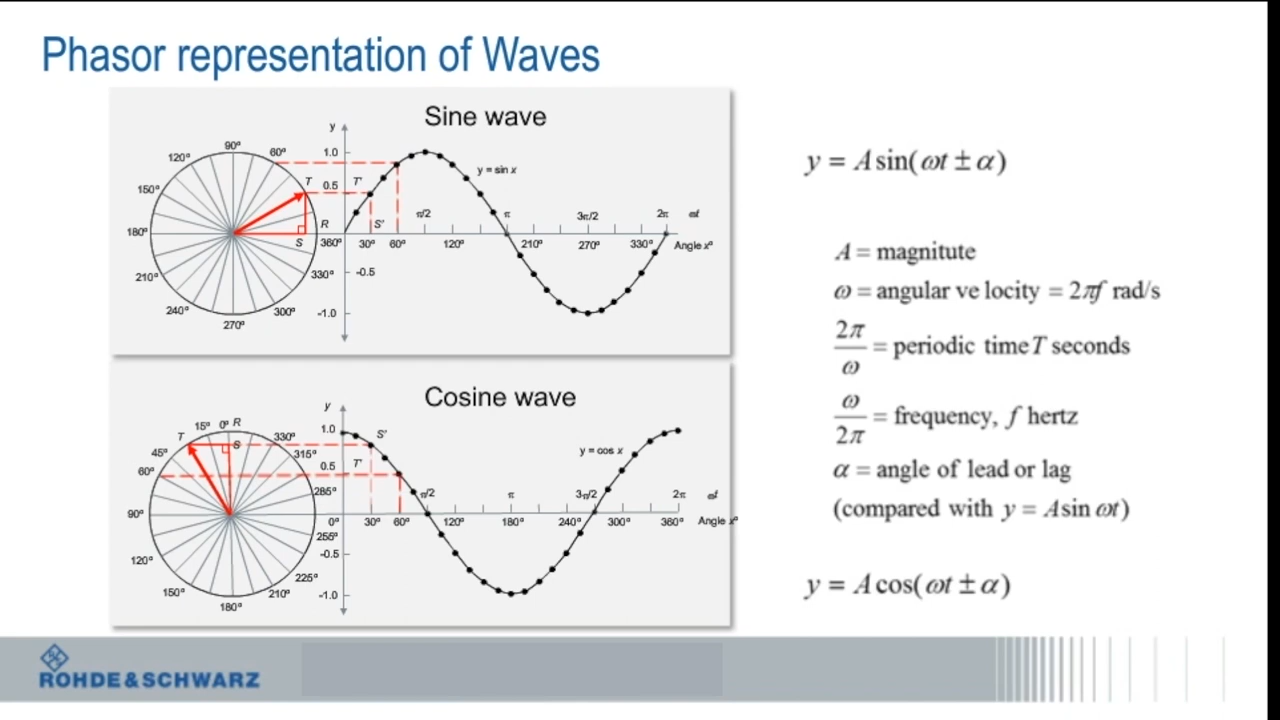 Phasor representation of Waves
Sine wave
y
90°
120°
60°
1.0
y = sin x
T
0.5
T'
150°
π/2
π
3π/2
2π
ωt
R
S'
180°
S
360°
30°
60°
120°
210°
270°
330°
Angle x°
210°
330°
-0.5
240°
300°
-1.0
270°
Cosine wave
y
15°
0°
R
1.0
S'
T
330°
S
45°
315°
y = cos x
60°
0.5
T'
285°
π/2
π
3π/2
2π
ωt
90°
0°
30°
60°
120°
180°
240°
300°
360°
Angle x°
255°
120°
-0.5
225°
150°
210°
-1.0
180°
y = A sin(ωt ± α)
A = magnitute
ω = angular ve locity = 2πf rad/s
2π
ω
= periodic time T seconds
ω
2π
= frequency, f hertz
α = angle of lead or lag
(compared with y = A sin ωt)
y = A cos(ωt ± α)
ROHDE & SCHWARZ